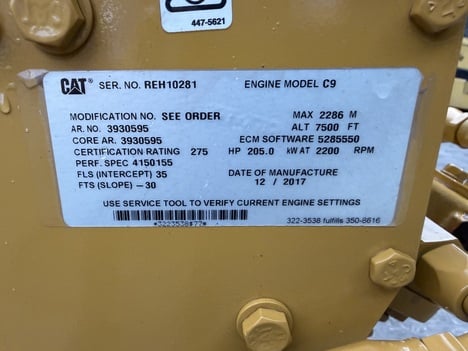 447-5621
CAT® SER. NO. REH10281 ENGINE MODEL C9
MODIFICATION NO. SEE ORDER MAX 2286 M
AR. NO. 3930595 ALT 7500 FT
CORE AR. 3930595 ECM SOFTWARE 5285550
CERTIFICATION RATING 275 HP 205.0 kW AT 2200 RPM
PERF. SPEC 4150155
FLS (INTERCEPT) 35 DATE OF MANUFACTURE
FTS (SLOPE) -30 12 / 2017
USE SERVICE TOOL TO VERIFY CURRENT ENGINE SETTINGS
*3223538#77* 322-3538 fulfills 350-8616